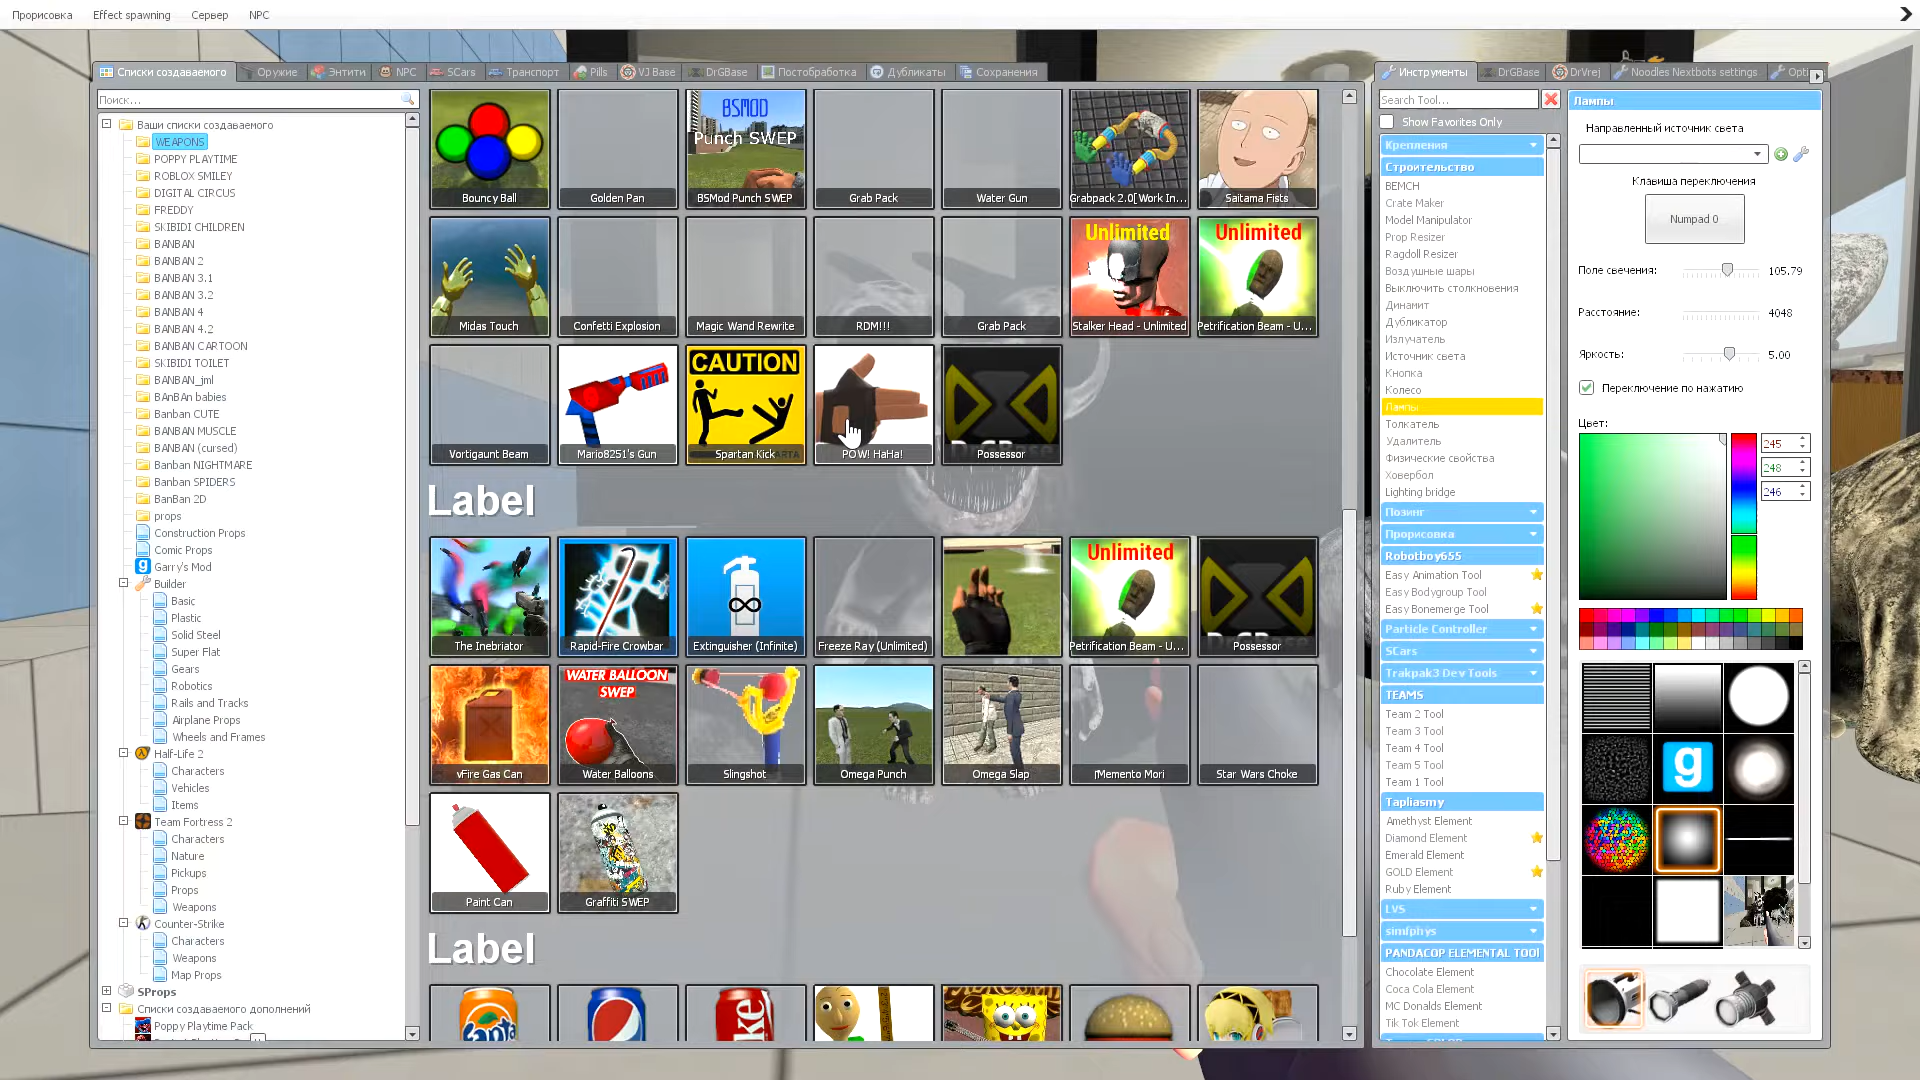 Прорисовка Effect spawning Сервер NPC
Списки создаваемого Оружие Энтити NPC SCars Транспорт Pills VJ Base DrGBase Постобработка Дубликаты Сохранения
Поиск...
Ваши списки создаваемого
WEAPONS
POPPY PLAYTIME
ROBLOX SMILEY
DIGITAL CIRCUS
FREDDY
SKIBIDI CHILDREN
BANBAN
BANBAN 2
BANBAN 3.1
BANBAN 3.2
BANBAN 4
BANBAN 4.2
BANBAN CARTOON
SKIBIDI TOILET
BANBAN_jml
BAnBAn babies
Banban CUTE
BANBAN MUSCLE
BANBAN (cursed)
Banban NIGHTMARE
Banban SPIDERS
BanBan 2D
props
Construction Props
Comic Props
Garry's Mod
Builder
Basic
Plastic
Solid Steel
Super Flat
Gears
Robotics
Rails and Tracks
Airplane Props
Wheels and Frames
Half-Life 2
Characters
Vehicles
Items
Team Fortress 2
Characters
Nature
Pickups
Props
Weapons
Counter-Strike
Characters
Weapons
Map Props
SProps
Списки создаваемого дополнений
Poppy Playtime Pack
BSMOD
Punch SWEP
Bouncy Ball Golden Pan BSMod Punch SWEP Grab Pack Water Gun Grabpack 2.0[Work In... Saitama Fists
Unlimited Unlimited
Midas Touch Confetti Explosion Magic Wand Rewrite RDM!!! Grab Pack Stalker Head - Unlimited Petrification Beam - U...
CAUTION
DrGBase
Vortigaunt Beam Mario8251's Gun Spartan Kick POW! HaHa! Possessor
Label
Unlimited
DrGBase
The Inebriator Rapid-Fire Crowbar Extinguisher (Infinite) Freeze Ray (Unlimited) Petrification Beam - U... Possessor
WATER BALLOON
SWEP
vFire Gas Can Water Balloons Slingshot Omega Punch Omega Slap Memento Mori Star Wars Choke
Paint Can Graffiti SWEP
Label
Инструменты DrGBase DrVrej Noodles Nextbots settings Opti
Search Tool...
Show Favorites Only
Крепления
Строительство
BEMCH
Crate Maker
Model Manipulator
Prop Resizer
Ragdoll Resizer
Воздушные шары
Выключить столкновения
Динамит
Дубликатор
Излучатель
Источник света
Кнопка
Колесо
Лампы
Толкатель
Удалитель
Физические свойства
Ховербол
Lighting bridge
Позинг
Прорисовка
Robotboy655
Easy Animation Tool
Easy Bodygroup Tool
Easy Bonemerge Tool
Particle Controller
SCars
Trakpak3 Dev Tools
TEAMS
Team 2 Tool
Team 3 Tool
Team 4 Tool
Team 5 Tool
Team 1 Tool
Tapliasmy
Amethyst Element
Diamond Element
Emerald Element
GOLD Element
Ruby Element
LVS
simfphys
PANDACOP ELEMENTAL TOOl
Chocolate Element
Coca Cola Element
MC Donalds Element
Tik Tok Element
Лампы
Направленный источник света
Клавиша переключения
Numpad 0
Поле свечения: 105.79
Расстояние: 4048
Яркость: 5.00
Переключение по нажатию
Цвет:
245
248
246
g